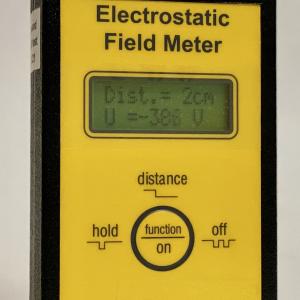 Electrostatic
Field Meter
Dist.= 2cm
U =-386 V
distance
hold
function
on
off